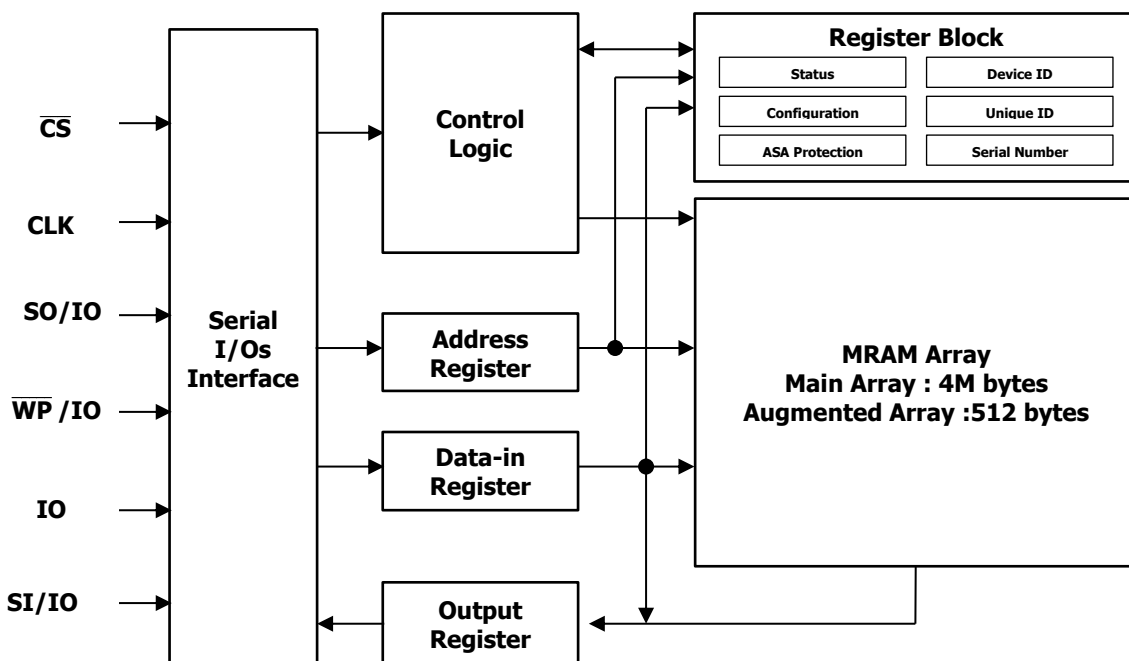 C̅S̅
CLK
SO/IO
W̅P̅ /IO
IO
SI/IO
Serial
I/Os
Interface
Control
Logic
Address
Register
Data-in
Register
Output
Register
Register Block
Status
Device ID
Configuration
Unique ID
ASA Protection
Serial Number
MRAM Array
Main Array : 4M bytes
Augmented Array :512 bytes